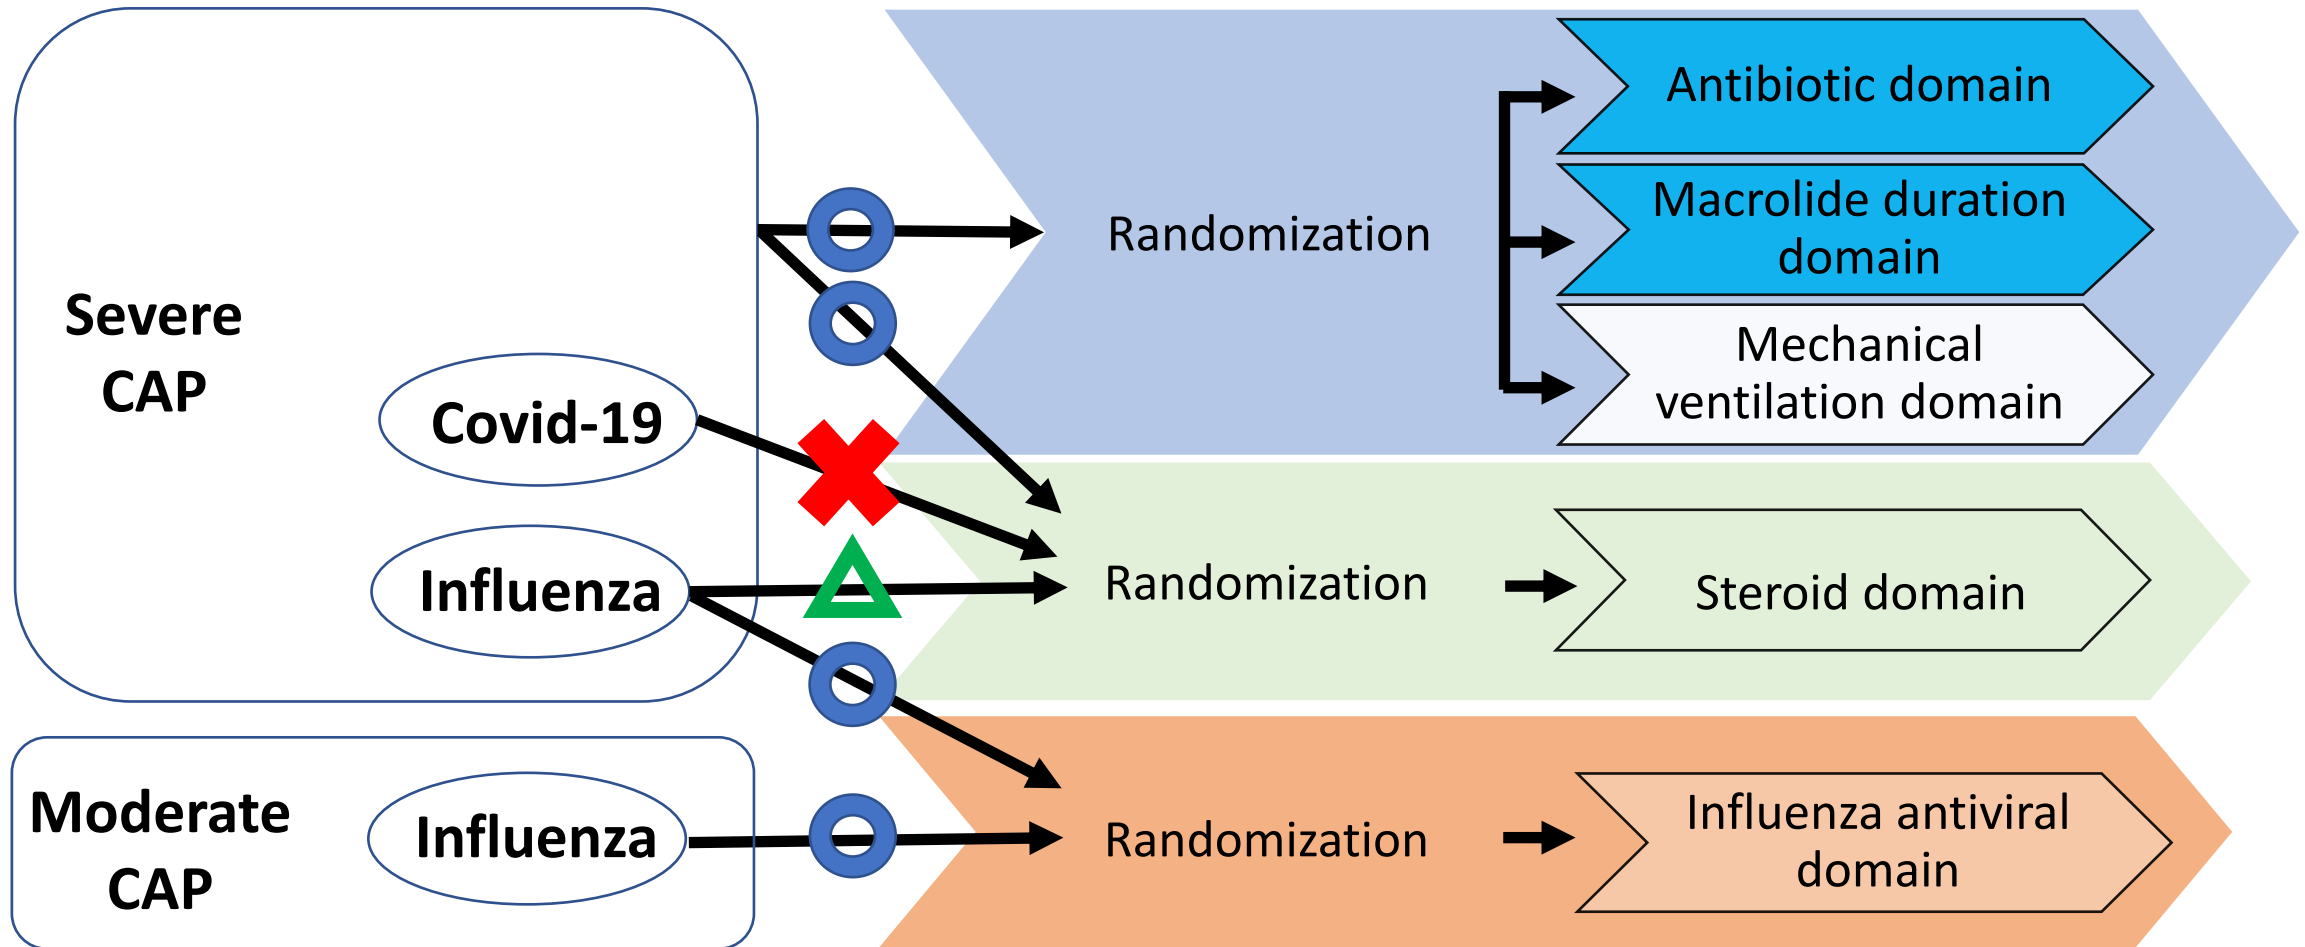 Severe
CAP
Covid-19
Influenza
Moderate
CAP
Influenza
Randomization
Antibiotic domain
Macrolide duration
domain
Mechanical
ventilation domain
Randomization
Steroid domain
Randomization
Influenza antiviral
domain